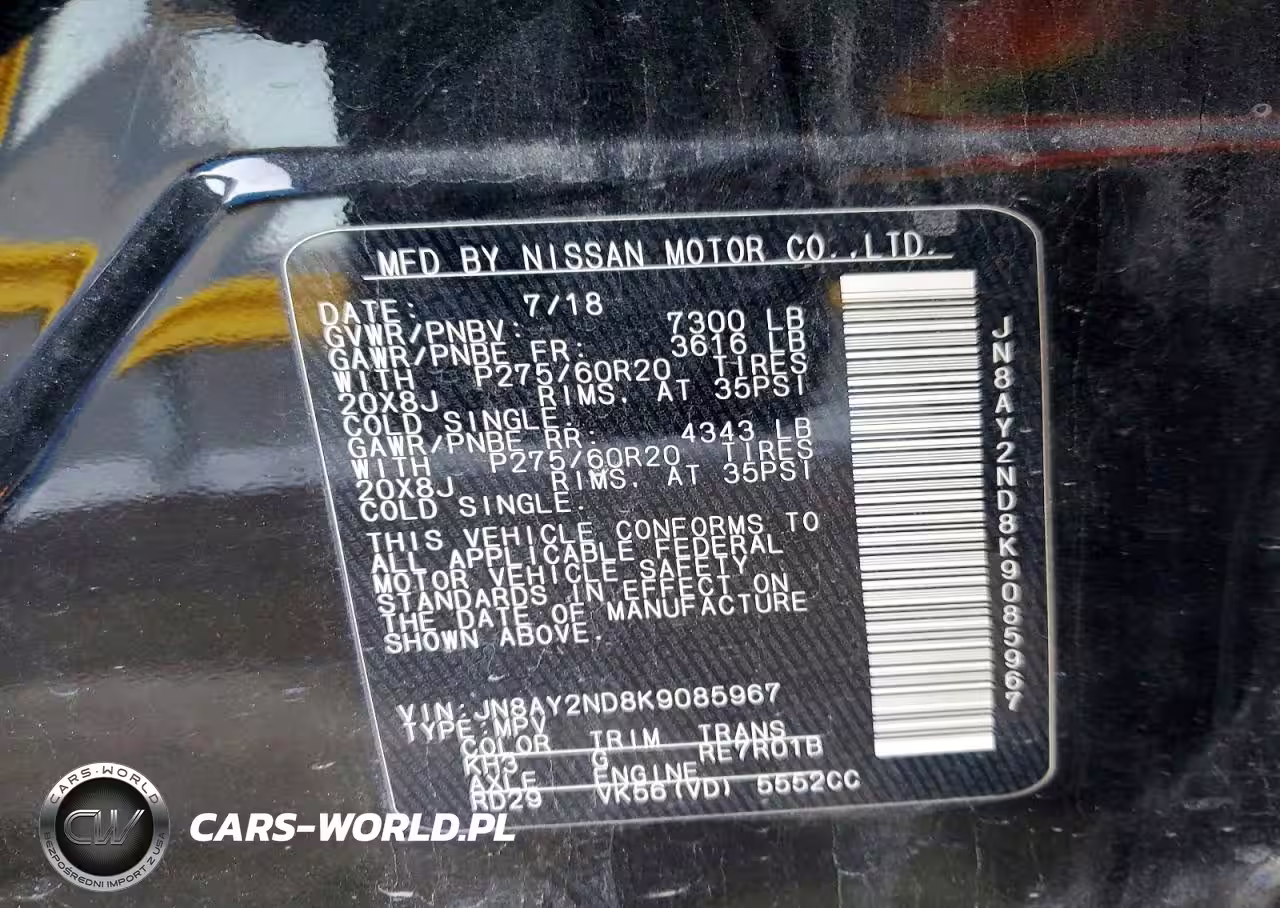 MFD BY NISSAN MOTOR CO.,LTD.
DATE: 7/18
GVWR/PNBV: 7300 LB
GAWR/PNBE FR: 3616 LB
WITH P275/60R20 TIRES
20X8J RIMS. AT 35PSI
COLD SINGLE.
GAWR/PNBE RR: 4343 LB
WITH P275/60R20 TIRES
20X8J RIMS. AT 35PSI
COLD SINGLE.
THIS VEHICLE CONFORMS TO
ALL APPLICABLE FEDERAL
MOTOR VEHICLE SAFETY
STANDARDS IN EFFECT ON
THE DATE OF MANUFACTURE
SHOWN ABOVE.
VIN:JN8AY2ND8K9085967
TYPE:MPV
COLOR TRIM TRANS
KH3 G RE7R01B
AXLE ENGINE
RD29 VK56(VD) 5552CC
JN8AY2ND8K9085967
CARS-WORLD
CW
BEZPOŚREDNI IMPORT Z USA
CARS-WORLD.PL